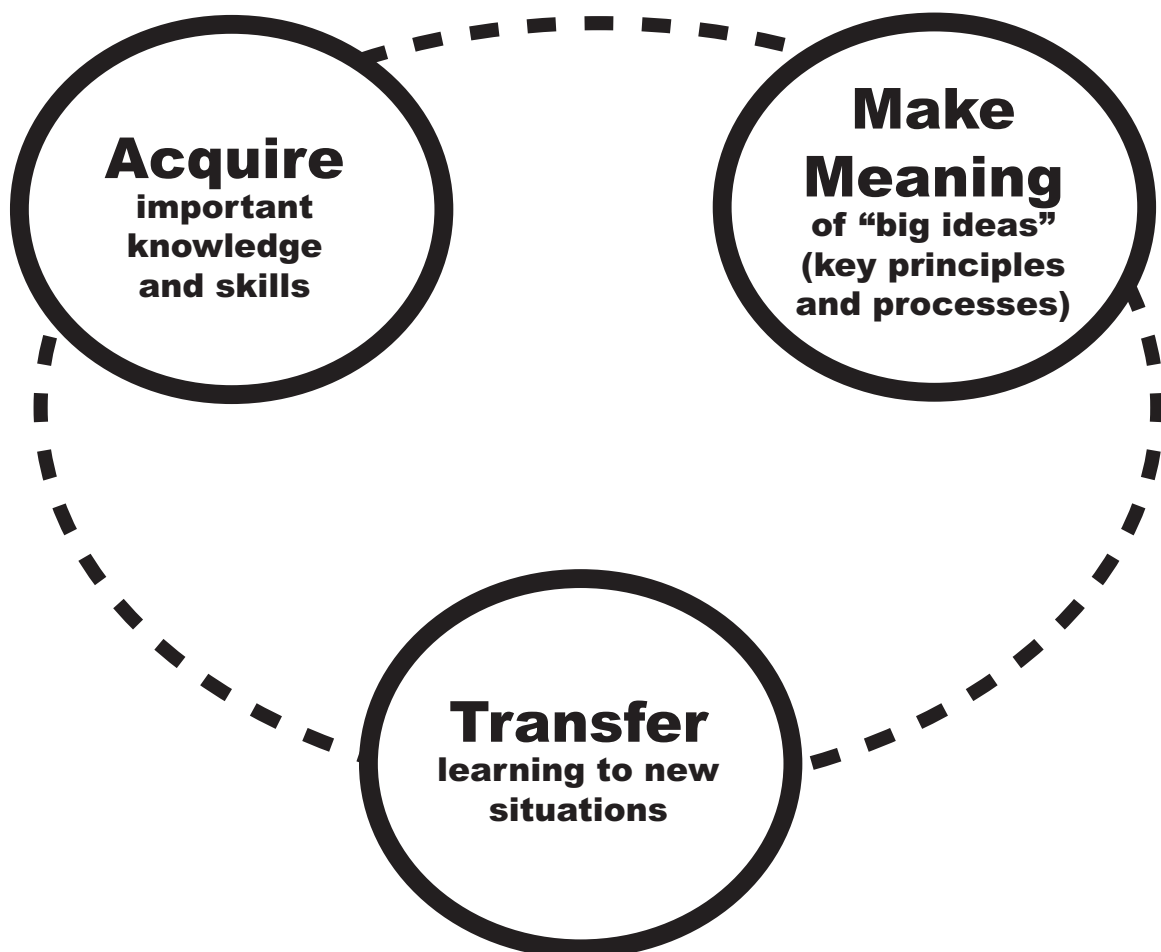 Acquire
important
knowledge
and skills
Make
Meaning
of “big ideas”
(key principles
and processes)
Transfer
learning to new
situations